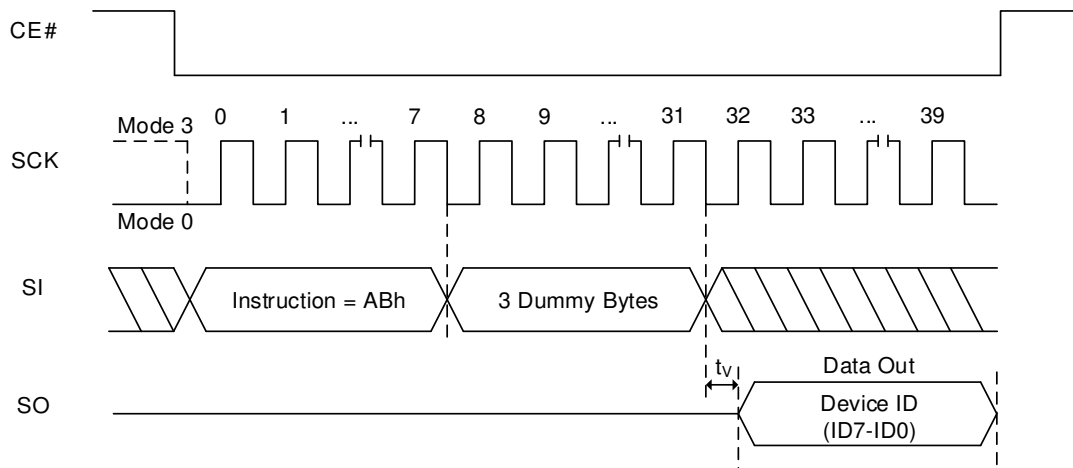 CE#
0 1 ... 7 8 9 ... 31 32 33 ... 39
Mode 3
SCK
Mode 0
SI
Instruction = ABh
3 Dummy Bytes
tV
Data Out
SO
Device ID
(ID7-ID0)